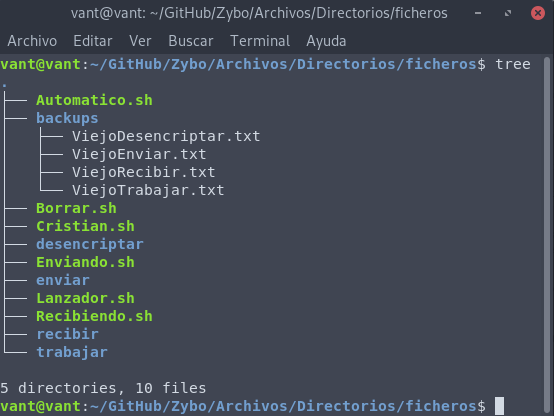 vant@vant: ~/GitHub/Zybo/Archivos/Directorios/ficheros
Archivo Editar Ver Buscar Terminal Ayuda
vant@vant:~/GitHub/Zybo/Archivos/Directorios/ficheros$ tree
.
├── Automatico.sh
├── backups
│   ├── ViejoDesencriptar.txt
│   ├── ViejoEnviar.txt
│   ├── ViejoRecibir.txt
│   └── ViejoTrabajar.txt
├── Borrar.sh
├── Cristian.sh
├── desencriptar
├── Enviando.sh
├── enviar
├── Lanzador.sh
├── Recibiendo.sh
├── recibir
└── trabajar
5 directories, 10 files
vant@vant:~/GitHub/Zybo/Archivos/Directorios/ficheros$